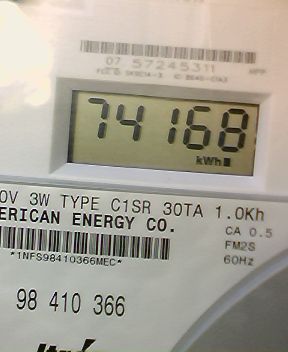 07 57245311
74168
kWh
0V 3W TYPE C1SR 30TA 1.0Kh
ERICAN ENERGY CO.
CA 0.5
FM2S
*1NFS98410366MEC*
60Hz
98 410 366